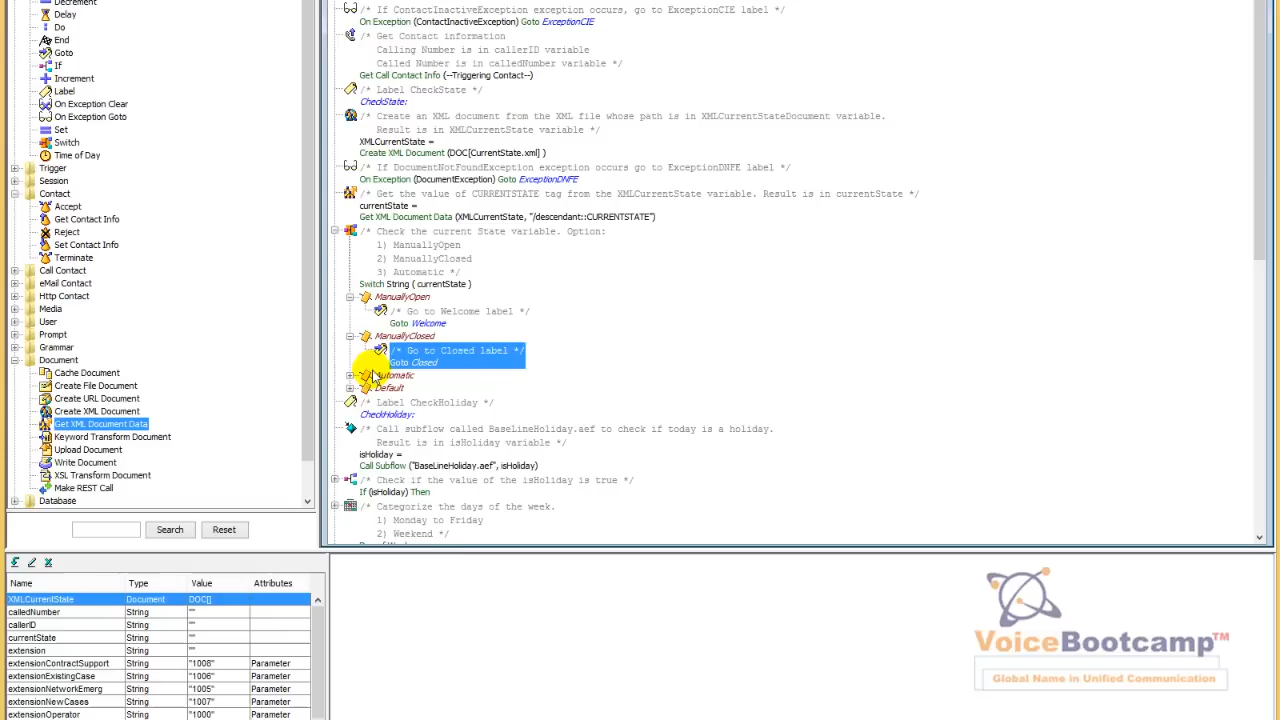 Decrement
Delay
Do
End
Goto
If
Increment
Label
On Exception Clear
On Exception Goto
Set
Switch
Time of Day
Trigger
Session
Contact
Accept
Get Contact Info
Reject
Set Contact Info
Terminate
Call Contact
eMail Contact
Http Contact
Media
User
Prompt
Grammar
Document
Cache Document
Create File Document
Create URL Document
Create XML Document
Get XML Document Data
Keyword Transform Document
Upload Document
Write Document
XSL Transform Document
Make REST Call
Database
Search
Reset
/* If ContactInactiveException exception occurs, go to ExceptionCIE label */
On Exception (ContactInactiveException) Goto ExceptionCIE
/* Get Contact information
Calling Number is in callerID variable
Called Number is in calledNumber variable */
Get Call Contact Info (--Triggering Contact--)
/* Label CheckState */
CheckState:
/* Create an XML document from the XML file whose path is in XMLCurrentStateDocument variable.
Result is in XMLCurrentState variable */
XMLCurrentState =
Create XML Document (DOC[CurrentState.xml] )
/* If DocumentNotFoundException exception occurs go to ExceptionDNFE label */
On Exception (DocumentException) Goto ExceptionDNFE
/* Get the value of CURRENTSTATE tag from the XMLCurrentState variable. Result is in currentState */
currentState =
Get XML Document Data (XMLCurrentState, "/descendant::CURRENTSTATE")
/* Check the current State variable. Option:
1) ManuallyOpen
2) ManuallyClosed
3) Automatic */
Switch String ( currentState )
ManuallyOpen
/* Go to Welcome label */
Goto Welcome
ManuallyClosed
/* Go to Closed label */
Goto Closed
Automatic
Default
/* Label CheckHoliday */
CheckHoliday:
/* Call subflow called BaseLineHoliday.aef to check if today is a holiday.
Result in isHoliday variable */
isHoliday =
Call Subflow ("BaseLineHoliday.aef", isHoliday)
/* Check if the value of the isHoliday is true */
If (isHoliday) Then
/* Categorize the days of the week.
1) Monday to Friday
2) Weekend */
Name Type Value Attributes
XMLCurrentState Document DOC[]
calledNumber String ""
callerID String ""
currentState String ""
extension String ""
extensionContractSupport String "1008" Parameter
extensionExistingCase String "1006" Parameter
extensionNetworkEmerg String "1005" Parameter
extensionNewCases String "1007" Parameter
extensionOperator String "1000" Parameter
VoiceBootcamp™
Global Name in Unified Communication